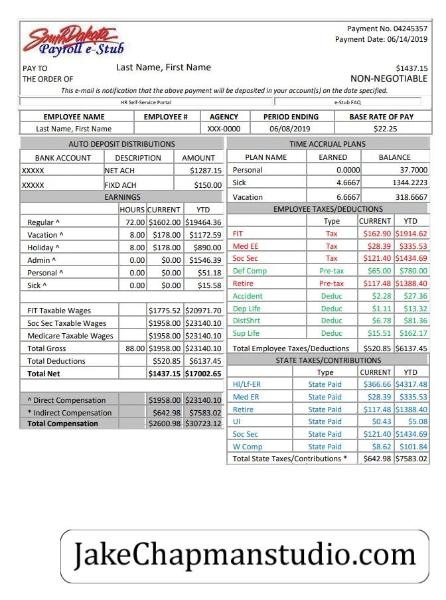 South Dakota
Payroll e-Stub
Payment No. 04245357
Payment Date: 06/14/2019
PAY TO Last Name, First Name $1437.15
THE ORDER OF NON-NEGOTIABLE
This e-mail is notification that the above payment will be deposited in your account(s) on the date specified.
HR Self-Service Portal e-Stub FAQ
EMPLOYEE NAME EMPLOYEE # AGENCY PERIOD ENDING BASE RATE OF PAY
Last Name, First Name XXX-0000 06/08/2019 $22.25
AUTO DEPOSIT DISTRIBUTIONS
BANK ACCOUNT DESCRIPTION AMOUNT
XXXXX NET ACH $1287.15
XXXXX FIXD ACH $150.00
EARNINGS
HOURS CURRENT YTD
Regular ^ 72.00 $1602.00 $19464.36
Vacation ^ 8.00 $178.00 $1172.59
Holiday ^ 8.00 $178.00 $890.00
Admin ^ 0.00 $0.00 $1546.39
Personal ^ 0.00 $0.00 $51.18
Sick ^ 0.00 $0.00 $15.58
FIT Taxable Wages $1775.52 $20971.70
Soc Sec Taxable Wages $1958.00 $23140.10
Medicare Taxable Wages $1958.00 $23140.10
Total Gross 88.00 $1958.00 $23140.10
Total Deductions $520.85 $6137.45
Total Net $1437.15 $17002.65
^ Direct Compensation $1958.00 $23140.10
* Indirect Compensation $642.98 $7583.02
Total Compensation $2600.98 $30723.12
TIME ACCRUAL PLANS
PLAN NAME EARNED BALANCE
Personal 0.0000 37.7000
Sick 4.6667 1344.2223
Vacation 6.6667 318.6667
EMPLOYEE TAXES/DEDUCTIONS
Type CURRENT YTD
FIT Tax $162.90 $1914.62
Med EE Tax $28.39 $335.53
Soc Sec Tax $121.40 $1434.69
Def Comp Pre-tax $65.00 $780.00
Retire Pre-tax $117.48 $1388.40
Accident Deduc $2.28 $27.36
Dep Life Deduc $1.11 $13.32
DistShrt Deduc $6.78 $81.36
Sup Life Deduc $15.51 $162.17
Total Employee Taxes/Deductions $520.85 $6137.45
STATE TAXES/CONTRIBUTIONS
Type CURRENT YTD
HI/Lf-ER State Paid $366.66 $4317.48
Med ER State Paid $28.39 $335.53
Retire State Paid $117.48 $1388.40
UI State Paid $0.43 $5.08
Soc Sec State Paid $121.40 $1434.69
W Comp State Paid $8.62 $101.84
Total State Taxes/Contributions * $642.98 $7583.02
JakeChapmanstudio.com